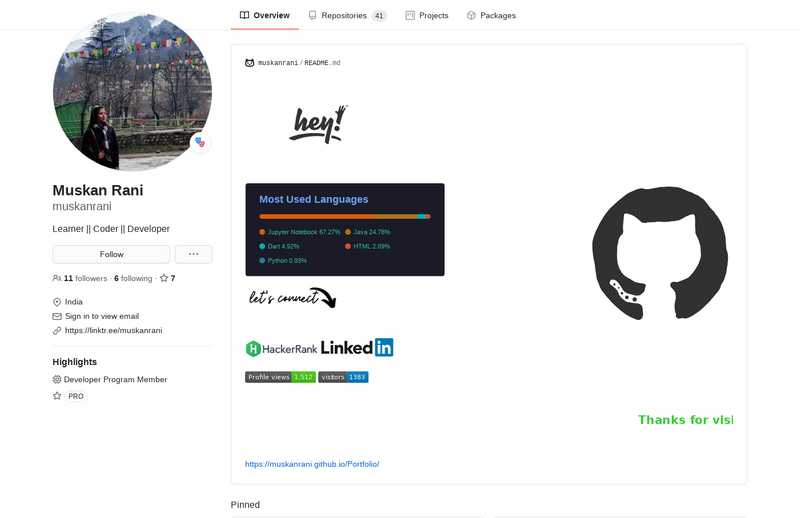 Overview
Repositories 41
Projects
Packages
muskanrani / README.md
hey!
Muskan Rani
muskanrani
Learner || Coder || Developer
Follow
11 followers · 6 following · 7
India
Sign in to view email
https://linktr.ee/muskanrani
Highlights
Developer Program Member
PRO
Most Used Languages
Jupyter Notebook 67.27% Java 24.78%
Dart 4.92% HTML 2.09%
Python 0.93%
let's connect
HackerRank Linked in
Profile views 1,512 visitors 1383
Thanks for visi
https://muskanrani.github.io/Portfolio/
Pinned